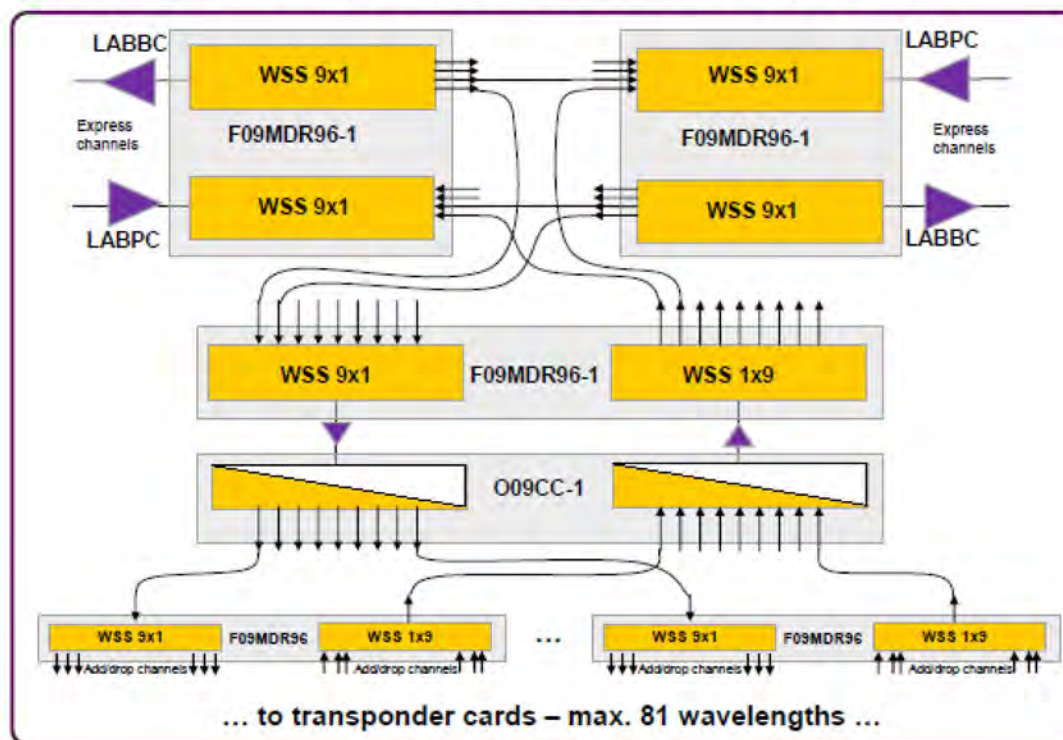 LABBC
WSS 9x1
WSS 9x1
LABPC
Express
channels
F09MDR96-1
F09MDR96-1
Express
channels
WSS 9x1
WSS 9x1
LABPC
LABBC
WSS 9x1
F09MDR96-1
WSS 1x9
O09CC-1
WSS 9x1
F09MDR96
WSS 1x9
...
WSS 9x1
F09MDR96
WSS 1x9
Add/drop channels
Add/drop channels
Add/drop channels
Add/drop channels
... to transponder cards – max. 81 wavelengths ...